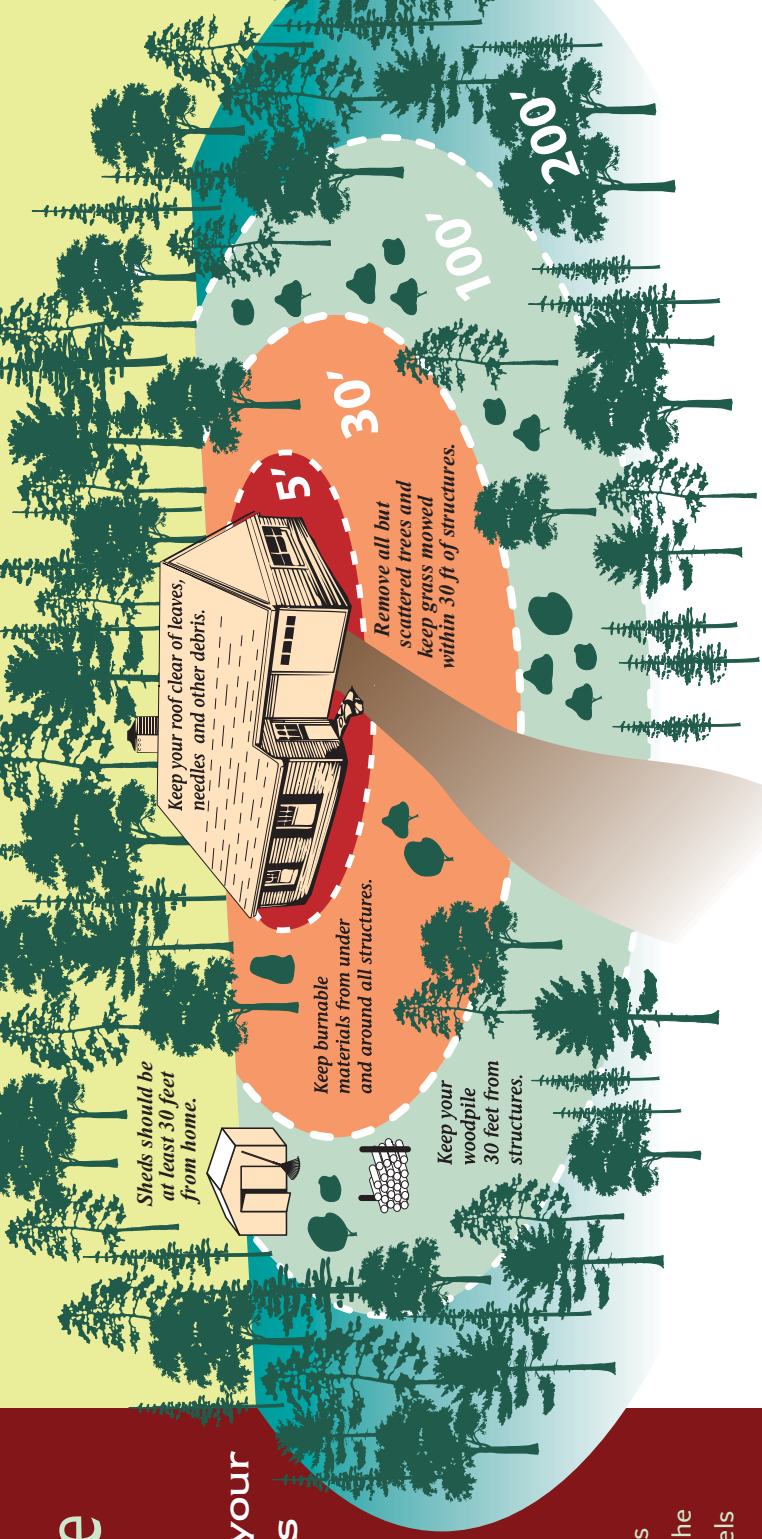 e
your
s
s
he
els
Sheds should be
at least 30 feet
from home.
Keep your roof clear of leaves,
needles and other debris.
5′
30′
100′
200′
Keep burnable
materials from under
and around all structures.
Remove all but
scattered trees and
keep grass mowed
within 30 ft of structures.
Keep your
woodpile
30 feet from
structures.